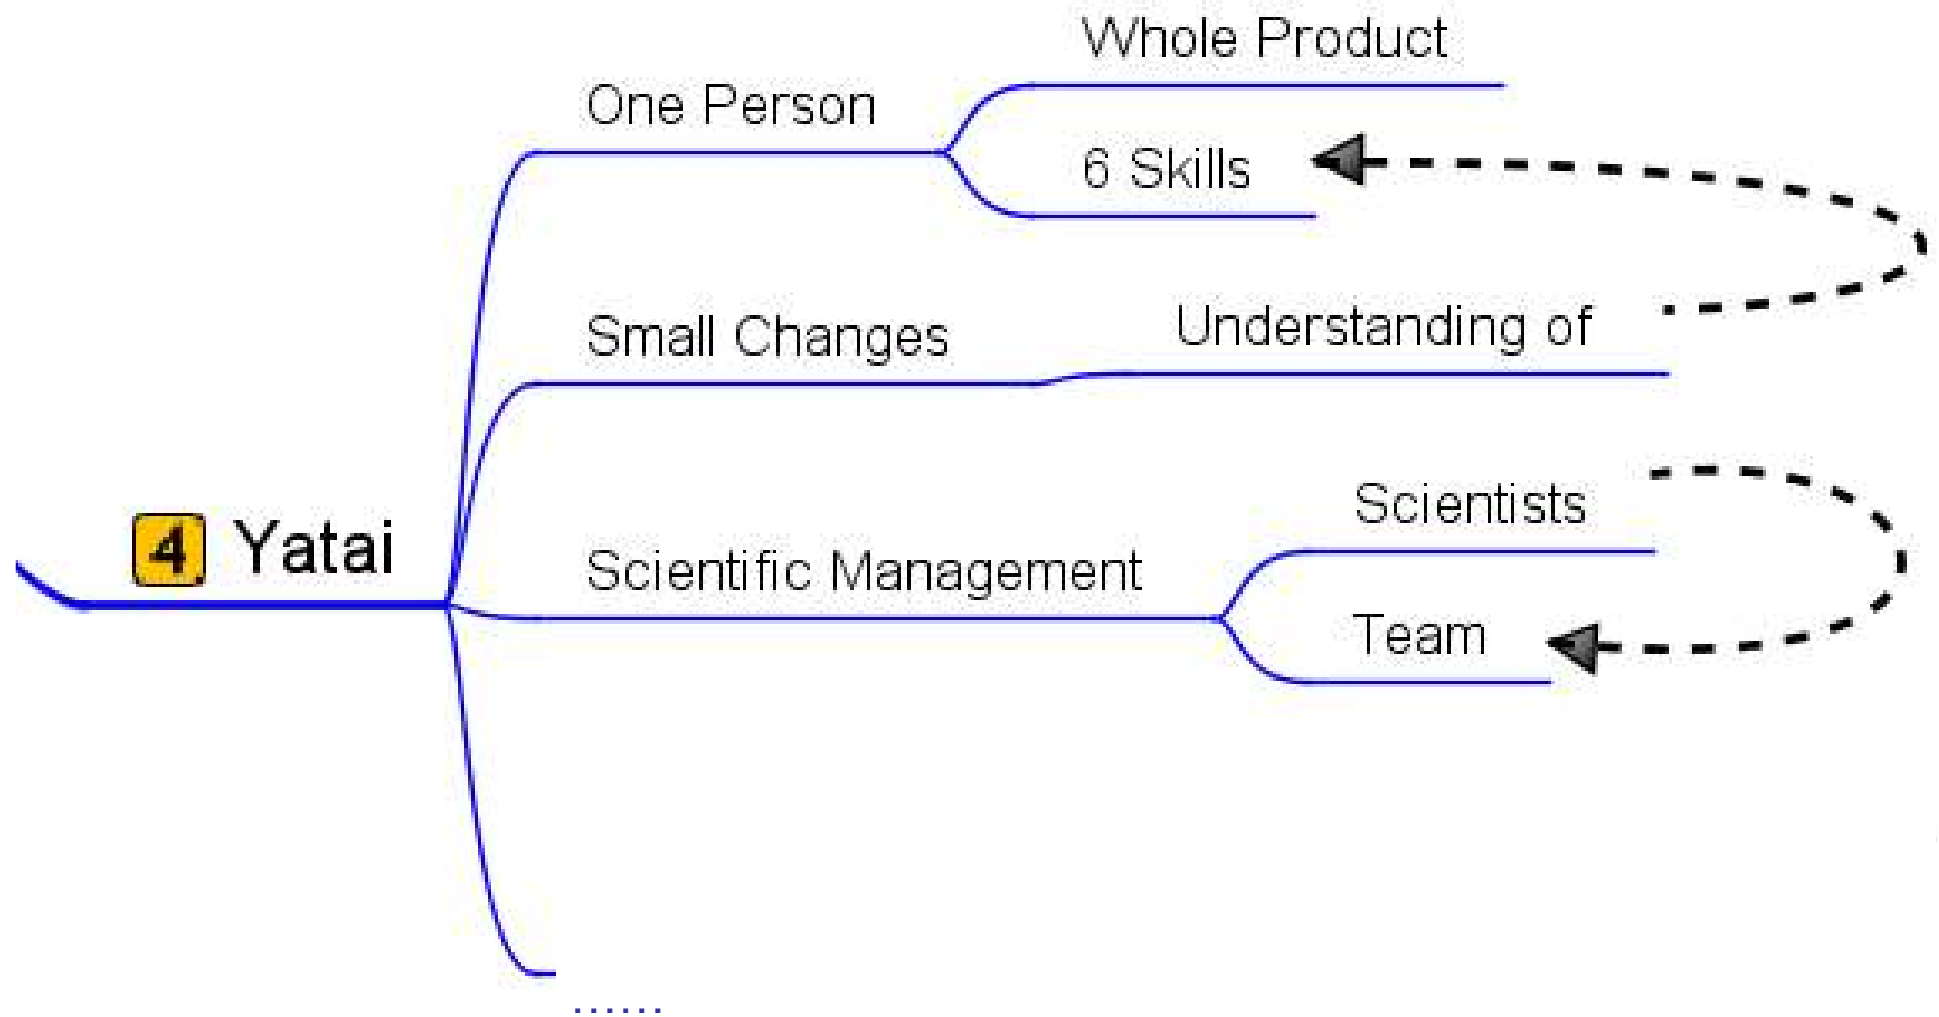 Whole Product
One Person
6 Skills
Small Changes
Understanding of
4 Yatai
Scientific Management
Scientists
Team
......